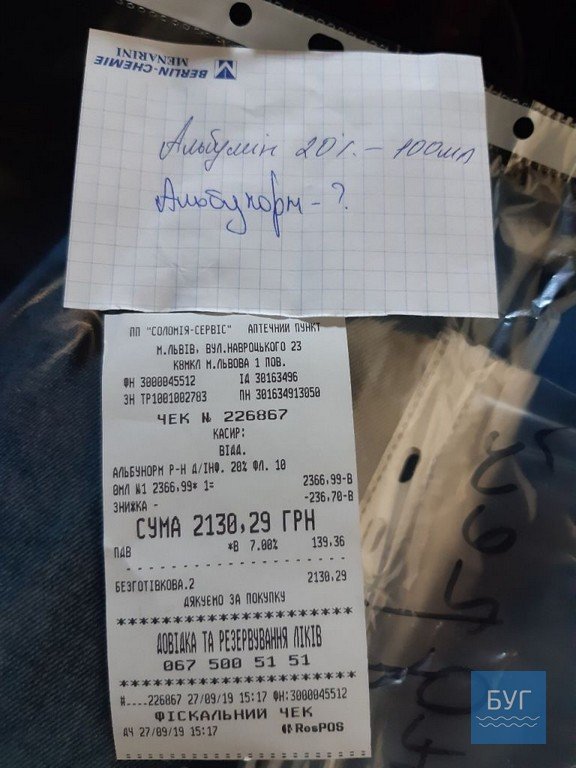 BERLIN-CHEMIE
MENARINI
Альбумін 20% - 100мл
Альбунорм - ?
ПП "СОЛОМІЯ-СЕРВІС" АПТЕЧНИЙ ПУНКТ
М.ЛЬВІВ, ВУЛ.НАВРОЦЬКОГО 23
КВМКЛ М.ЛЬВОВА 1 ПОВ.
ФН 3000045512 ІД 30163496
ЗН ТР1001002703 ПН 301634913050
ЧЕК № 226867
КАСИР:
ВІДД.
АЛЬБУНОРМ Р-Н Д/ІНФ. 20% ФЛ. 10
0МЛ №1 2366,99* 1= 2366,99-В
ЗНИЖКА - -236,70-В
СУМА 2130,29 ГРН
ПДВ *В 7.00% 139,36
БЕЗГОТІВКОВА.2 2130,29
ДЯКУЄМО ЗА ПОКУПКУ
********************
ДОВІДКА ТА РЕЗЕРВУВАННЯ ЛІКІВ
067 500 51 51
********************
#....226867 27/09/19 15:17 ФН:3000045512
ФІСКАЛЬНИЙ ЧЕК
АЧ 27/09/19 15:17 ResPOS
БУГ